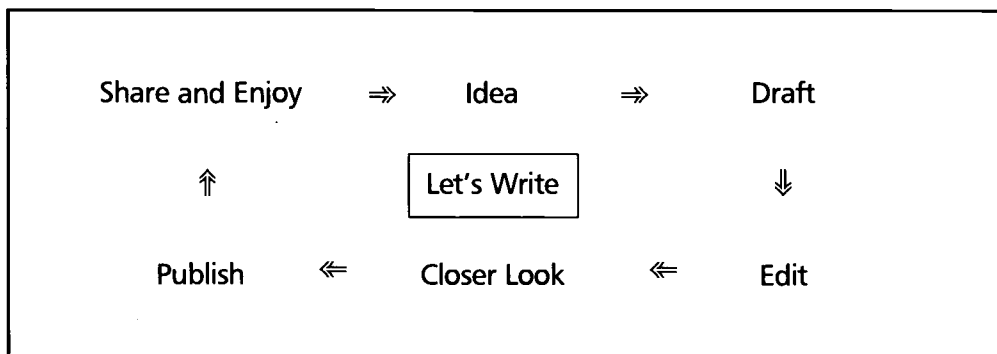 Share and Enjoy ⇒ Idea ⇒ Draft
⇑ Let's Write ⇓
Publish ⇐ Closer Look ⇐ Edit